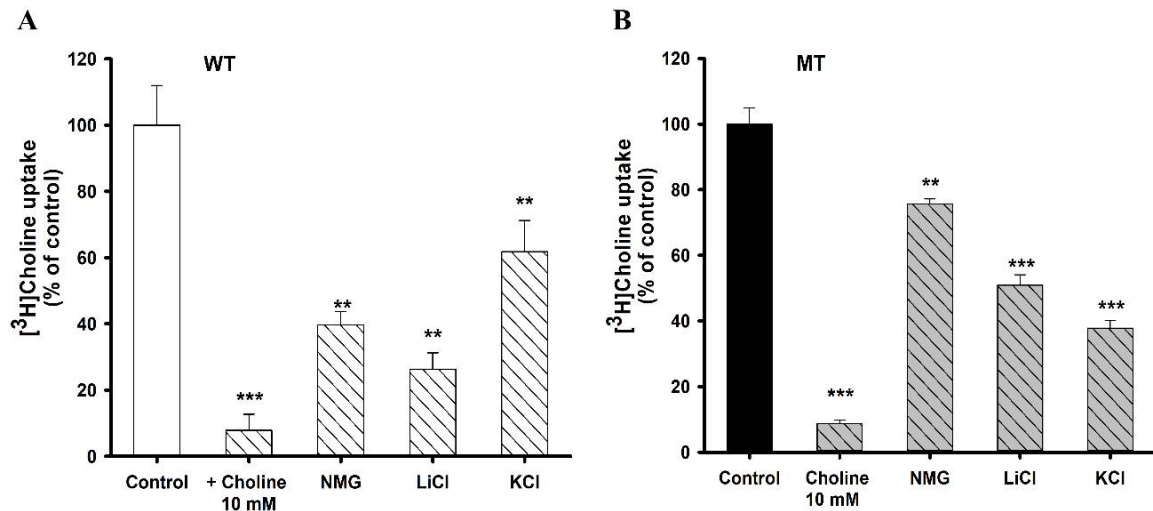 A
WT
[³H]Choline uptake
(% of control)
120
100
80
60
40
20
0
***
**
**
**
Control
+ Choline
10 mM
NMG
LiCl
KCl
B
MT
[³H]Choline uptake
(% of control)
120
100
80
60
40
20
0
***
**
***
***
Control
Choline
10 mM
NMG
LiCl
KCl